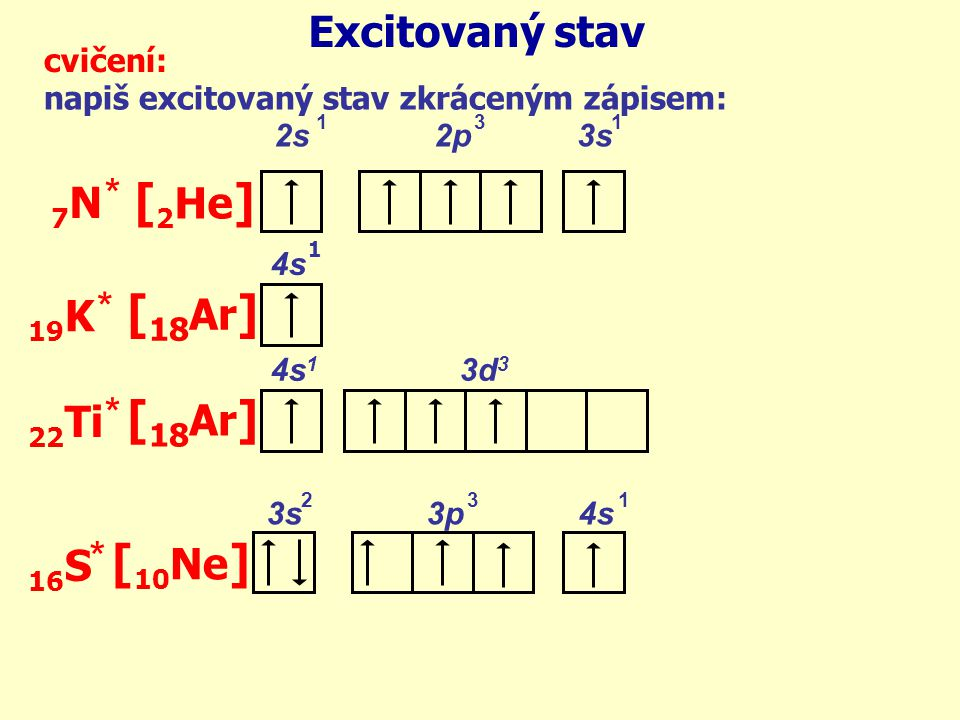 Excitovaný stav
cvičení:
napiš excitovaný stav zkráceným zápisem:
2s¹ 2p³ 3s¹
₇N* [₂He] ↑ ↑ ↑ ↑ ↑
4s¹
₁₉K* [₁₈Ar] ↑
4s¹ 3d³
₂₂Ti* [₁₈Ar] ↑ ↑ ↑ ↑
3s² 3p³ 4s¹
₁₆S* [₁₀Ne] ↑↓ ↑ ↑ ↑ ↑